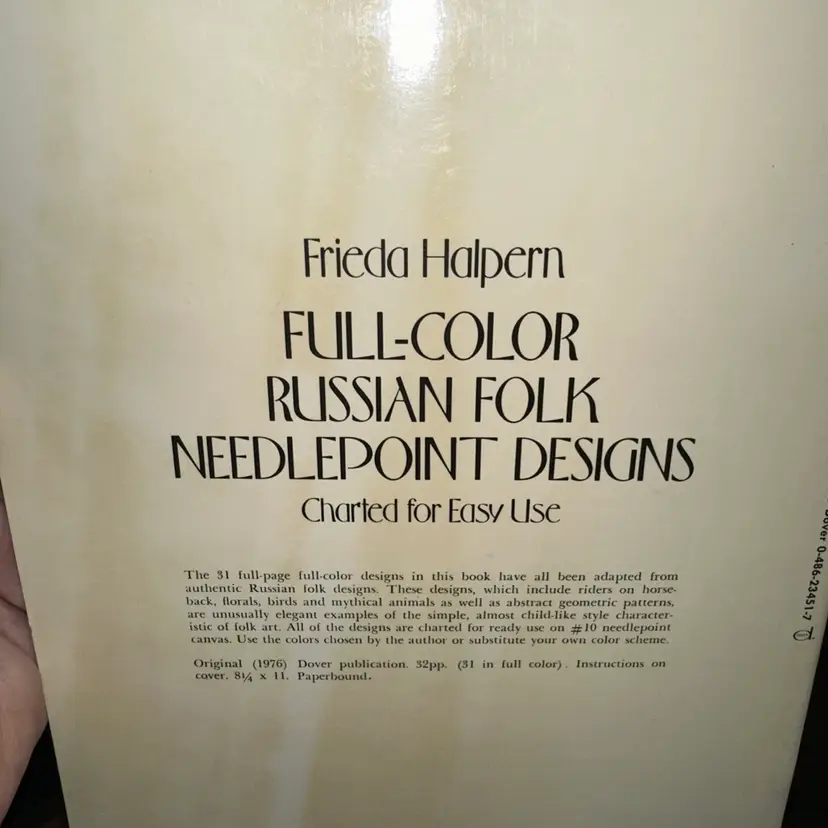 Frieda Halpern
FULL-COLOR
RUSSIAN FOLK
NEEDLEPOINT DESIGNS
Charted for Easy Use
The 31 full-page full-color designs in this book have all been adapted from
authentic Russian folk designs. These designs, which include riders on horse-
back, florals, birds and mythical animals as well as abstract geometric patterns,
are unusually elegant examples of the simple, almost child-like style character-
istic of folk art. All of the designs are charted for ready use on #10 needlepoint
canvas. Use the colors chosen by the author or substitute your own color scheme.
Original (1976) Dover publication. 32pp. (31 in full color). Instructions on
cover. 8¼ x 11. Paperbound.
Dover 0-486-23451-7